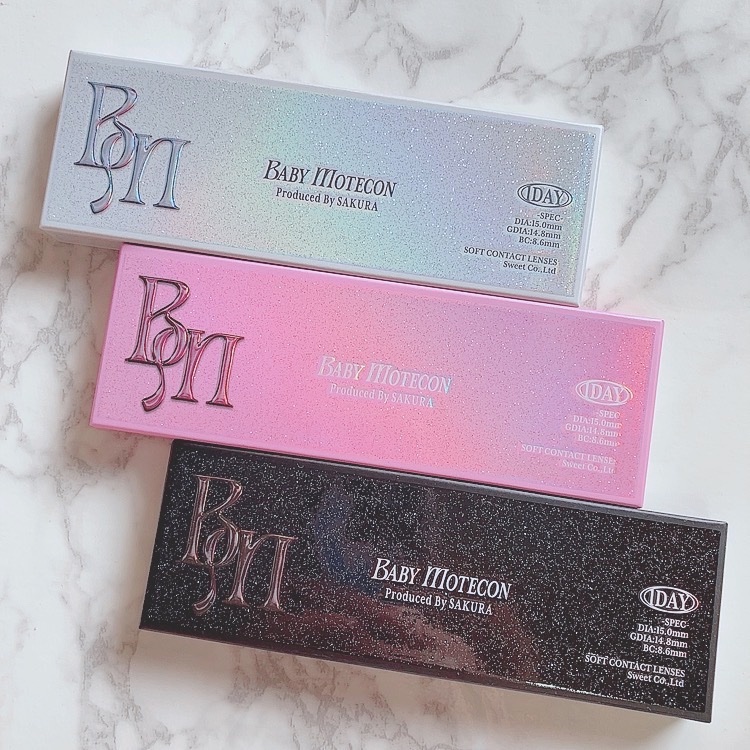 Bm
BABY MOTECON
Produced By SAKURA
1DAY
-SPEC-
DIA:15.0mm
GDIA:14.8mm
BC:8.6mm
SOFT CONTACT LENSES
Sweet Co.,Ltd
Bm
BABY MOTECON
Produced By SAKURA
1DAY
-SPEC-
DIA:15.0mm
GDIA:14.8mm
BC:8.6mm
SOFT CONTACT LENSES
Sweet Co.,Ltd
Bm
BABY MOTECON
Produced By SAKURA
1DAY
-SPEC-
DIA:15.0mm
GDIA:14.8mm
BC:8.6mm
SOFT CONTACT LENSES
Sweet Co.,Ltd